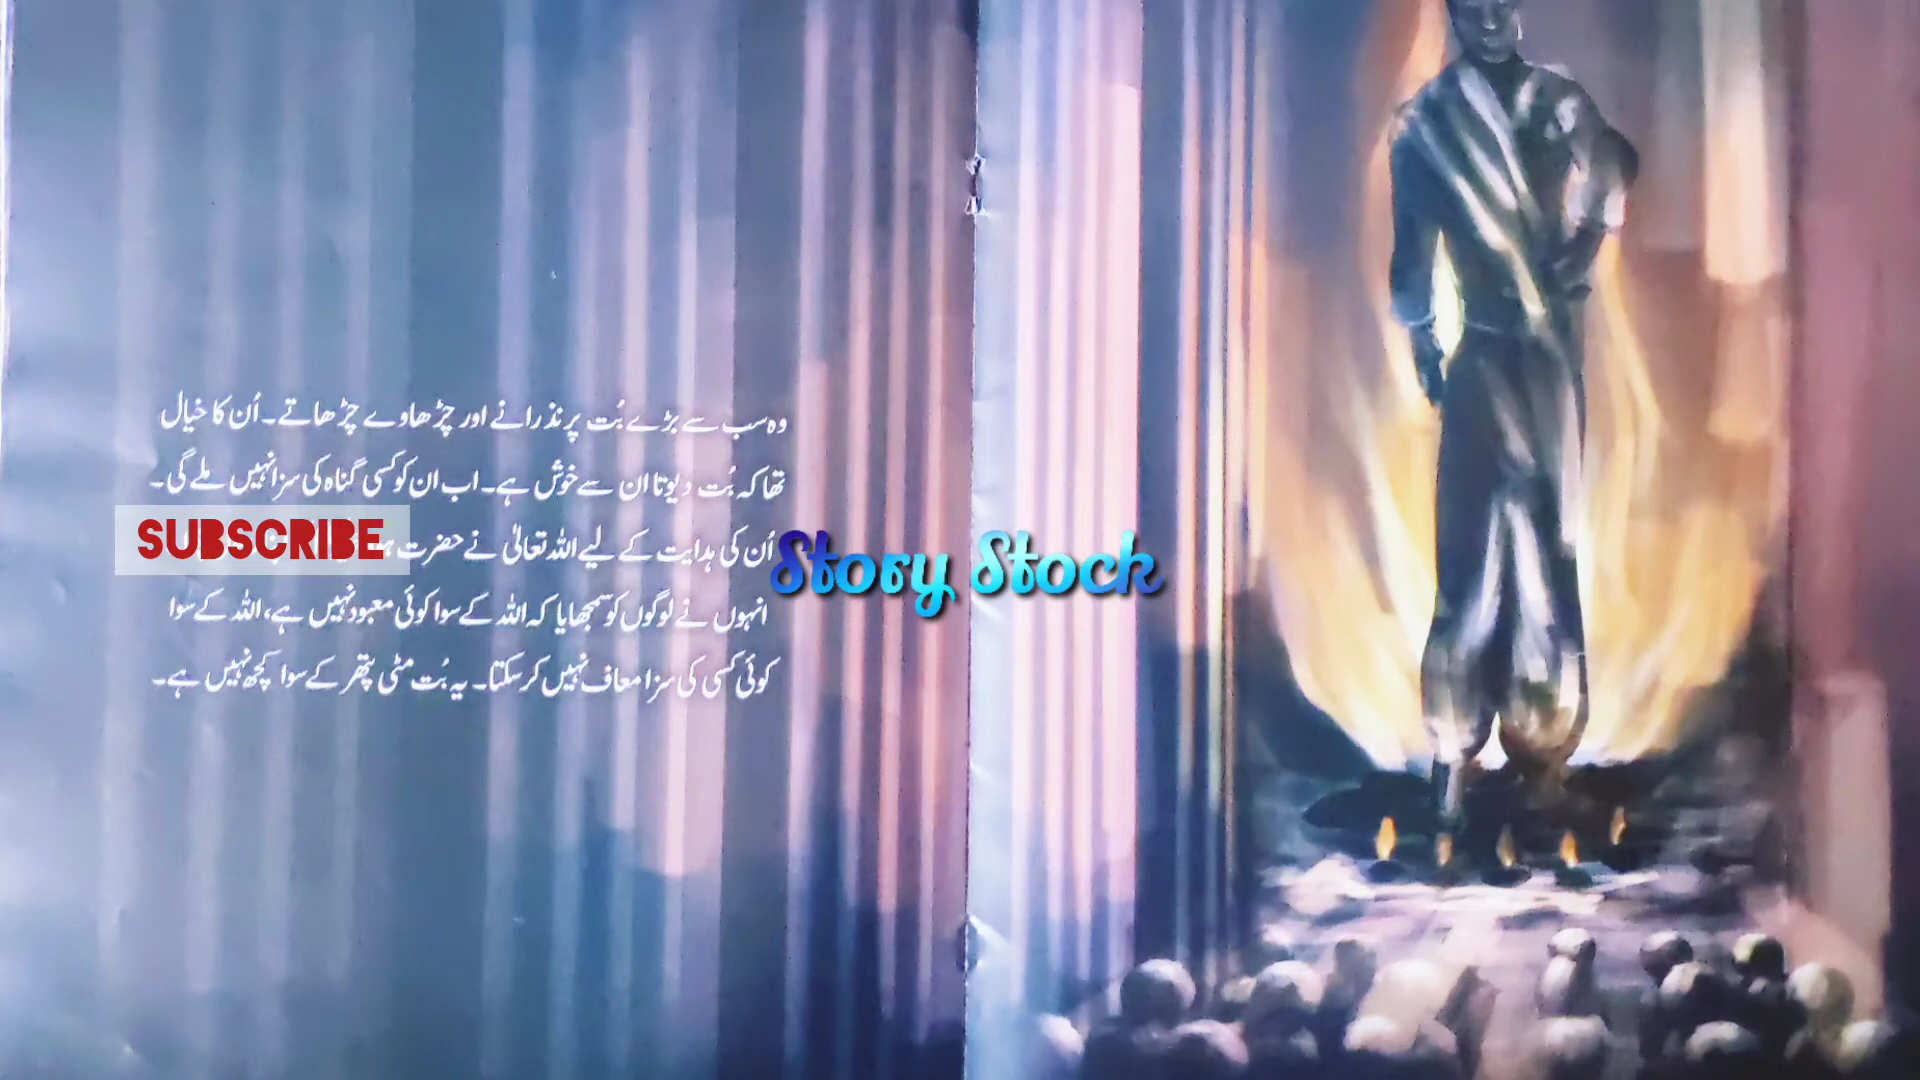 وہ سب سے بڑے بُت پر نذرانے اور چڑھاوے چڑھاتے۔ اُن کا خیال
تھا کہ بُت دیوتا ان سے خوش ہے۔ اب ان کو کسی گناہ کی سزا نہیں ملے گی۔
اُن کی ہدایت کے لیے اللہ تعالیٰ نے حضرت
SUBSCRIBE
Story Stock
انہوں نے لوگوں کو سمجھایا کہ اللہ کے سوا کوئی معبود نہیں ہے، اللہ کے سوا
کوئی کسی کی سزا معاف نہیں کر سکتا۔ یہ بُت مٹی پتھر کے سوا کچھ نہیں ہے۔